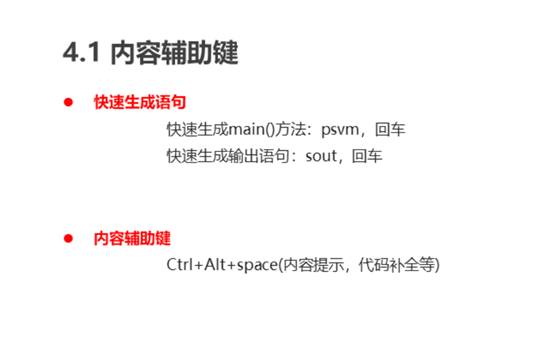 4.1 内容辅助键
快速生成语句
快速生成main()方法：psvm，回车
快速生成输出语句：sout，回车
内容辅助键
Ctrl+Alt+space(内容提示，代码补全等)